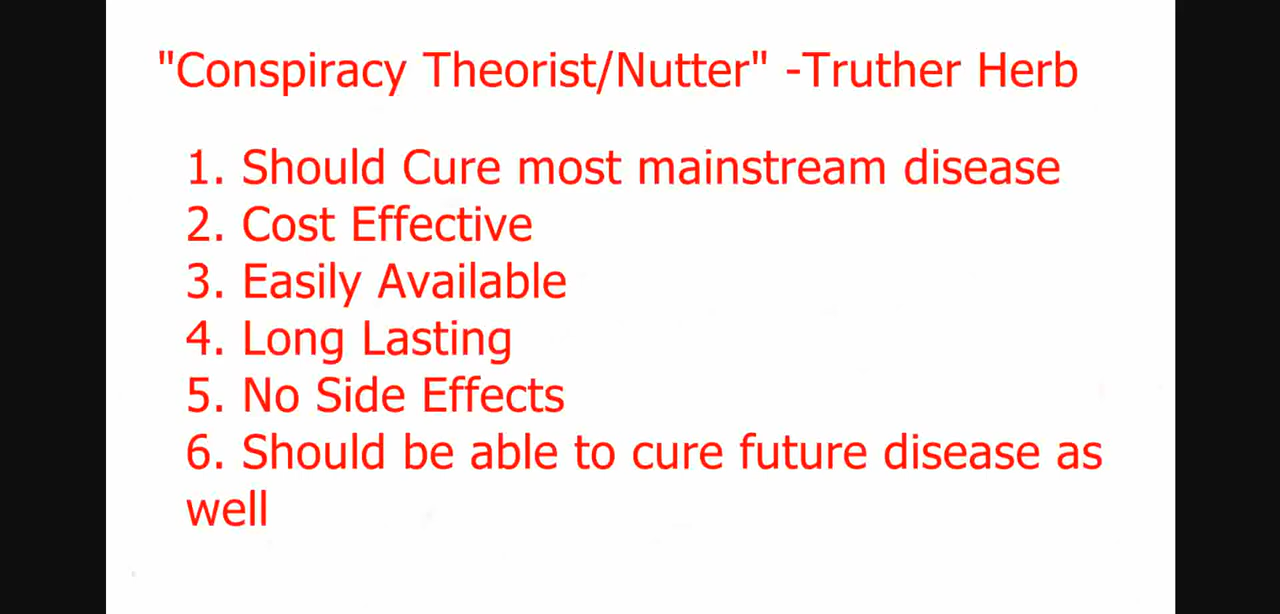 "Conspiracy Theorist/Nutter" -Truther Herb
1. Should Cure most mainstream disease
2. Cost Effective
3. Easily Available
4. Long Lasting
5. No Side Effects
6. Should be able to cure future disease as
well